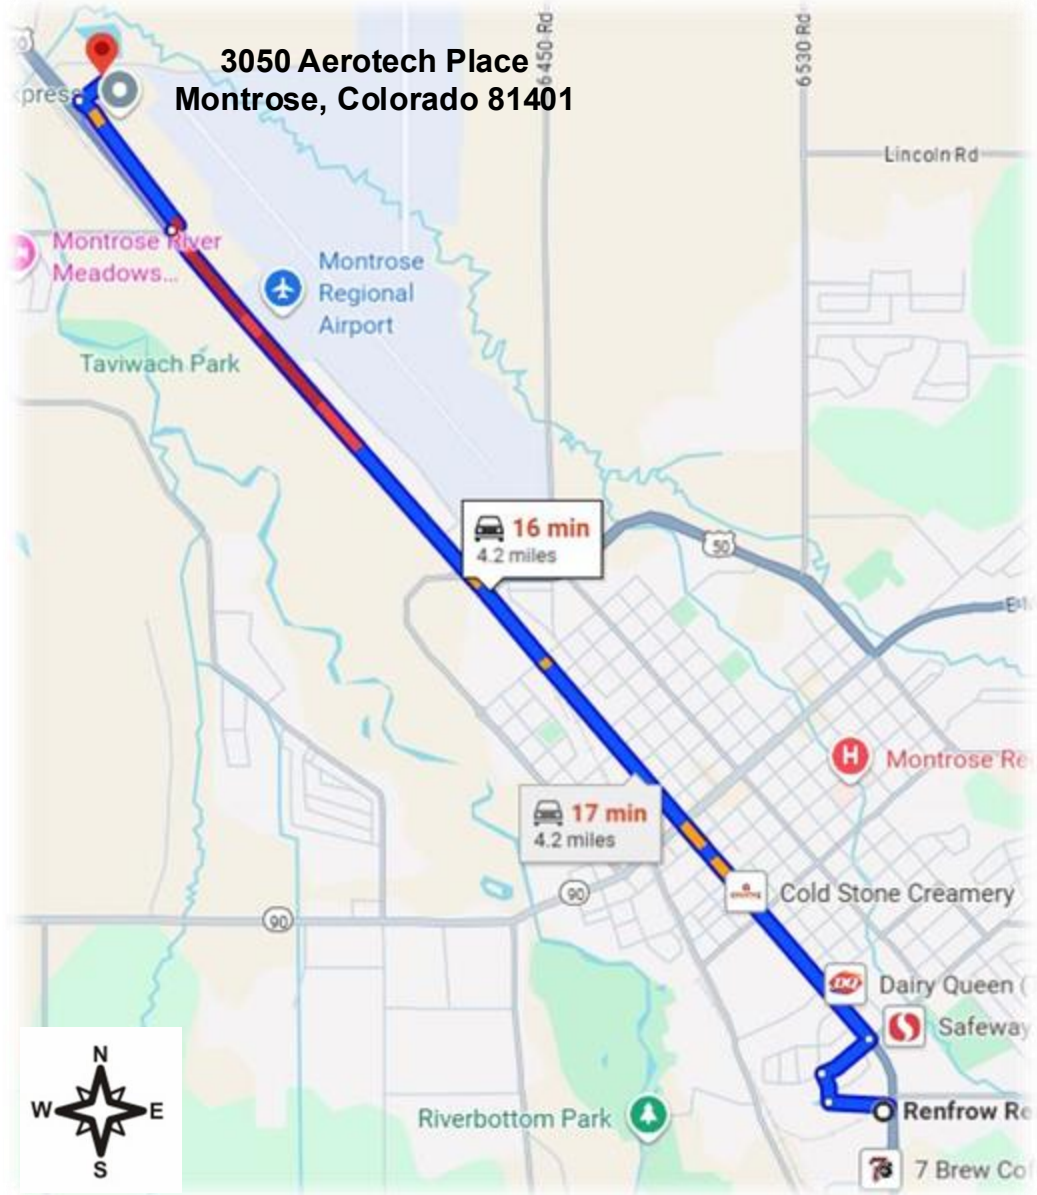 3050 Aerotech Place
Montrose, Colorado 81401
6450 Rd
6530 Rd
Lincoln Rd
Montrose River
Meadows...
Montrose
Regional
Airport
Taviwach Park
16 min
4.2 miles
50
17 min
4.2 miles
H
Montrose Re
90
90
Cold Stone Creamery
DQ
Dairy Queen (
Safeway
Riverbottom Park
Renfrow Re
7 Brew Co
N
W E
S